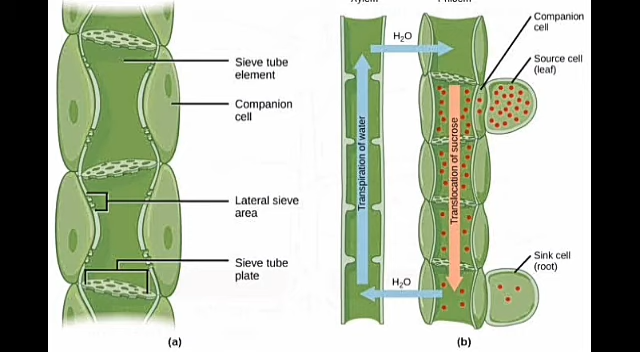 Sieve tube
element
Companion
cell
Lateral sieve
area
Sieve tube
plate
(a)
H₂O
Companion
cell
Source cell
(leaf)
Transpiration of water
Translocation of sucrose
Sink cell
(root)
H₂O
(b)